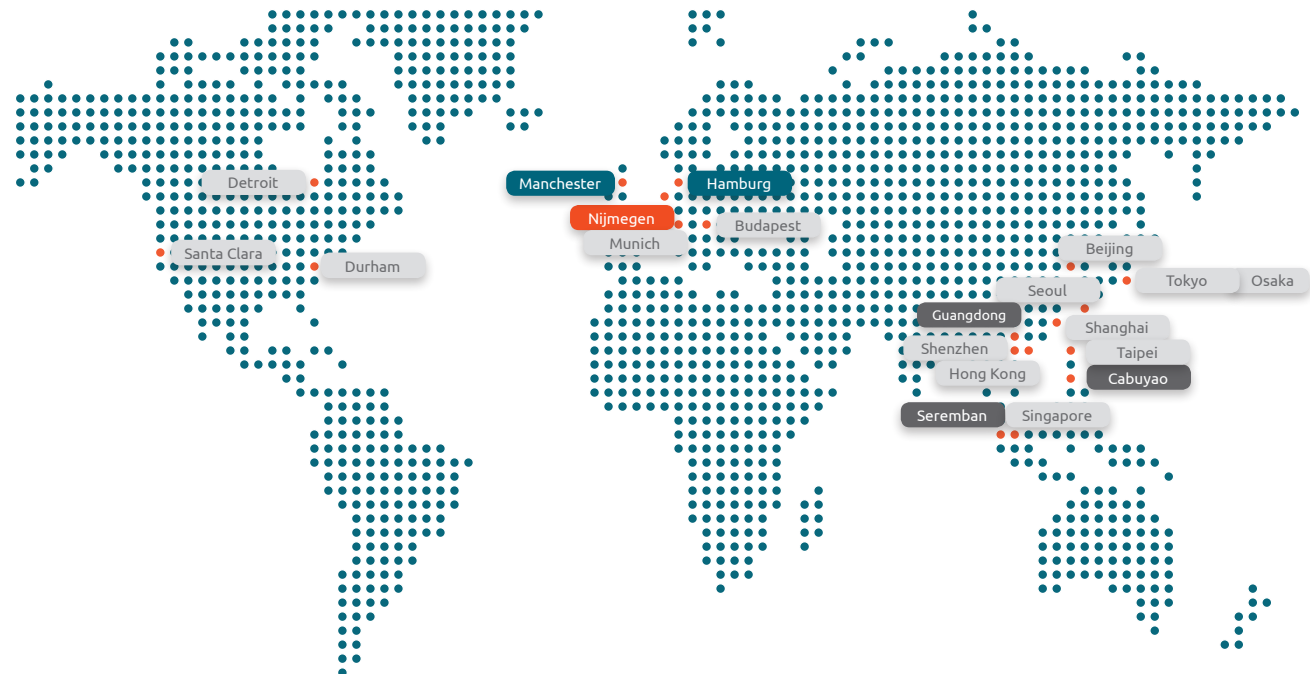 Detroit
Manchester
Hamburg
Nijmegen
Budapest
Munich
Santa Clara
Durham
Beijing
Tokyo
Osaka
Seoul
Guangdong
Shanghai
Shenzhen
Taipei
Hong Kong
Cabuyao
Seremban
Singapore